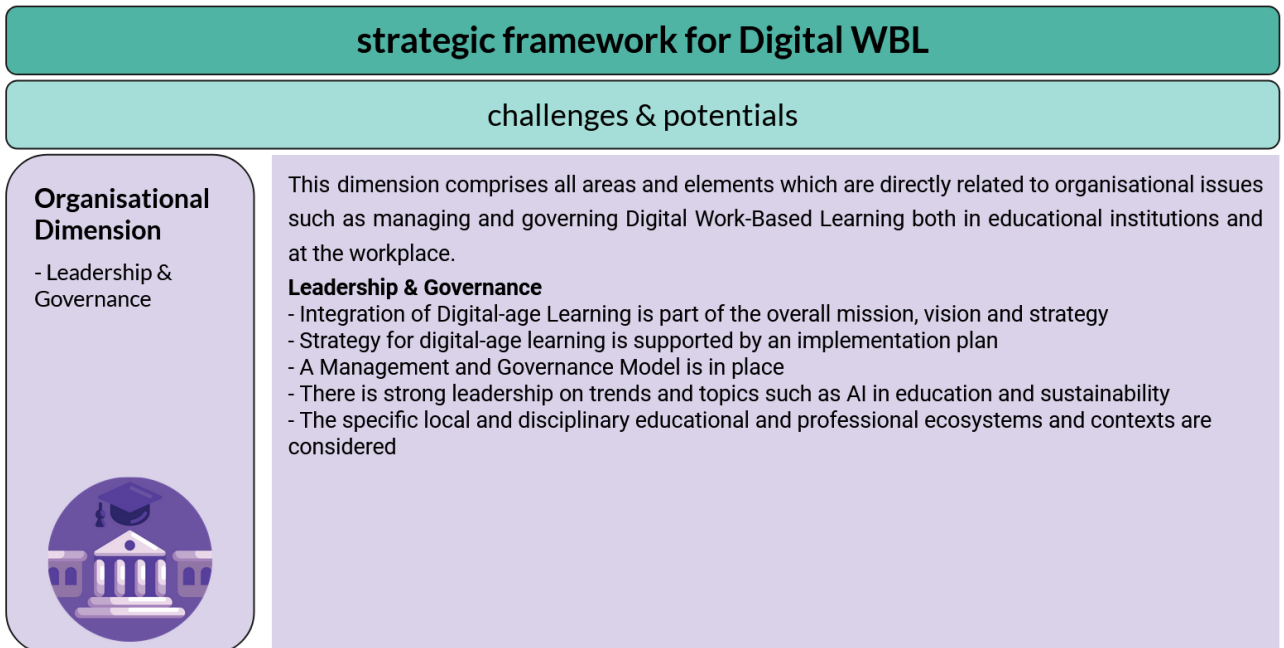 strategic framework for Digital WBL
challenges & potentials
Organisational
Dimension
- Leadership &
Governance
This dimension comprises all areas and elements which are directly related to organisational issues
such as managing and governing Digital Work-Based Learning both in educational institutions and
at the workplace.
Leadership & Governance
- Integration of Digital-age Learning is part of the overall mission, vision and strategy
- Strategy for digital-age learning is supported by an implementation plan
- A Management and Governance Model is in place
- There is strong leadership on trends and topics such as AI in education and sustainability
- The specific local and disciplinary educational and professional ecosystems and contexts are
considered